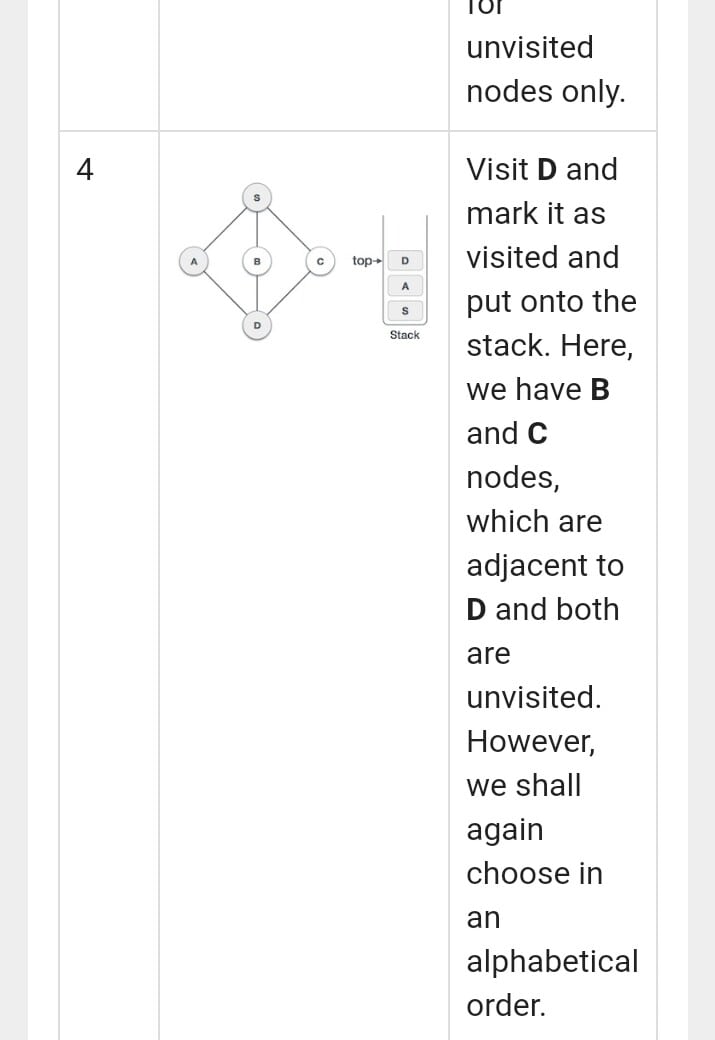 for
unvisited
nodes only.
4
S
A
B
C
D
top
D
A
S
Stack
Visit D and
mark it as
visited and
put onto the
stack. Here,
we have B
and C
nodes,
which are
adjacent to
D and both
are
unvisited.
However,
we shall
again
choose in
an
alphabetical
order.